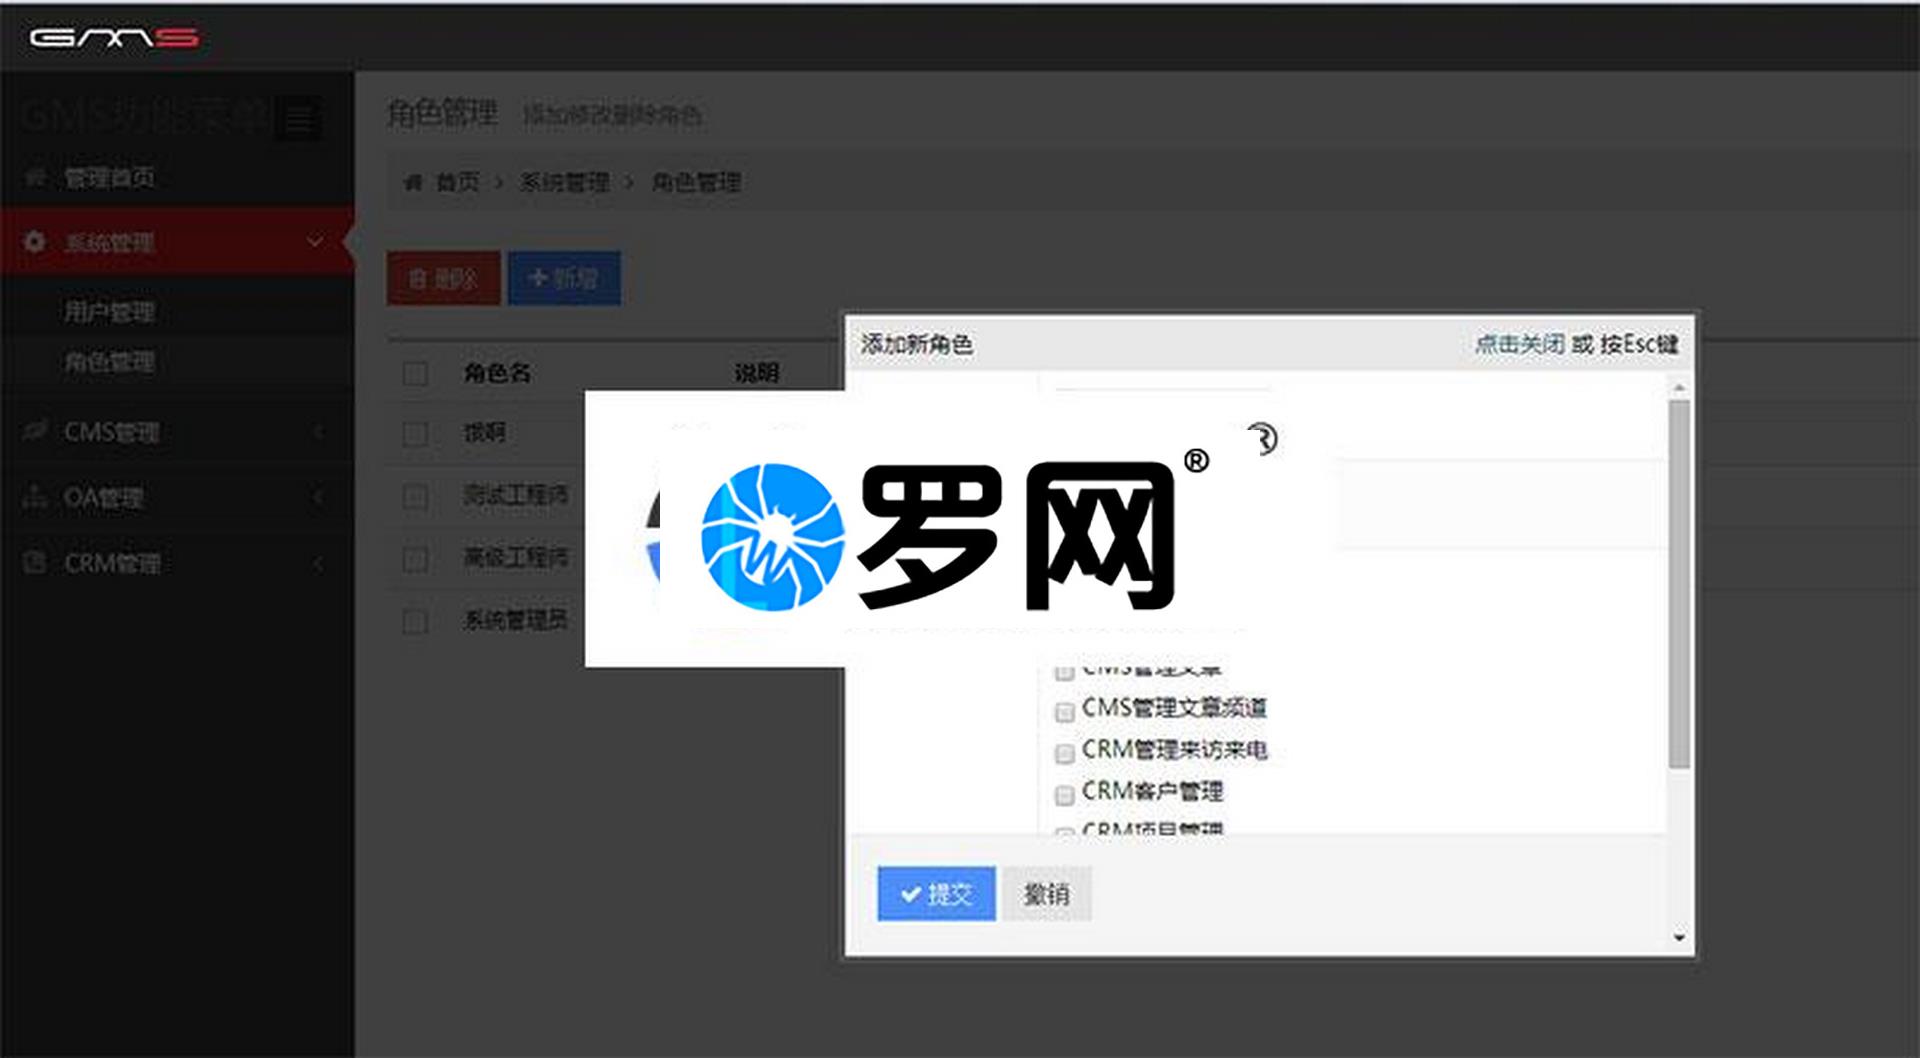 GMS
GMS功能菜单
角色管理 添加修改删除角色
管理首页
首页 > 系统管理 > 角色管理
系统管理
删除 新增
用户管理
角色管理
角色名 说明
CMS管理
测试工程师
OA管理
高级工程师
CRM管理
系统管理员
添加新角色 点击关闭 或 按Esc键
罗网®
®
CMS管理文章
CMS管理文章频道
CRM管理来访来电
CRM客户管理
CRM项目管理
提交 撤销